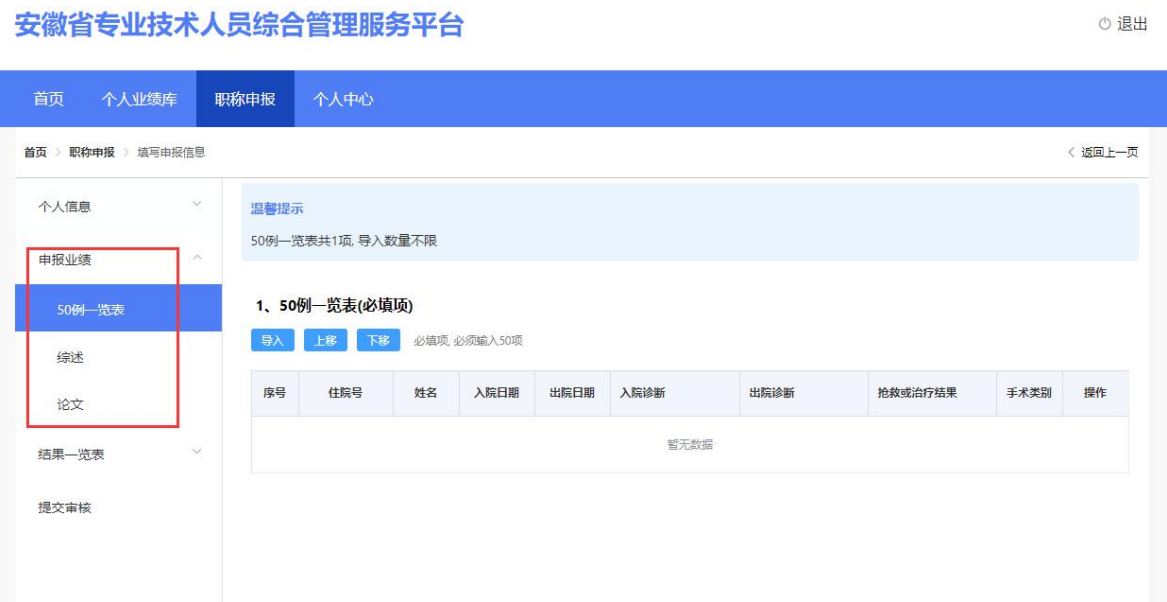 安徽省专业技术人员综合管理服务平台
退出
首页 个人业绩库 职称申报 个人中心
首页 > 职称申报 > 填写申报信息
< 返回上一页
个人信息
申报业绩
50例一览表
综述
论文
结果一览表
提交审核
温馨提示
50例一览表共1项, 导入数量不限
1、50例一览表(必填项)
导入 上移 下移 必填项, 必须输入50项
序号 住院号 姓名 入院日期 出院日期 入院诊断 出院诊断 抢救或治疗结果 手术类别 操作
暂无数据